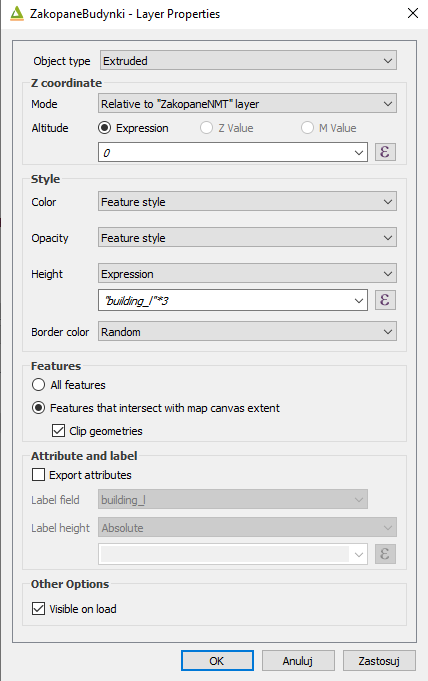 ZakopaneBudynki - Layer Properties
Object type Extruded
Z coordinate
Mode Relative to "ZakopaneNMT" layer
Altitude Expression Z Value M Value
0 ε
Style
Color Feature style
Opacity Feature style
Height Expression
"building_l"*3 ε
Border color Random
Features
All features
Features that intersect with map canvas extent
Clip geometries
Attribute and label
Export attributes
Label field building_l
Label height Absolute
ε
Other Options
Visible on load
OK Anuluj Zastosuj